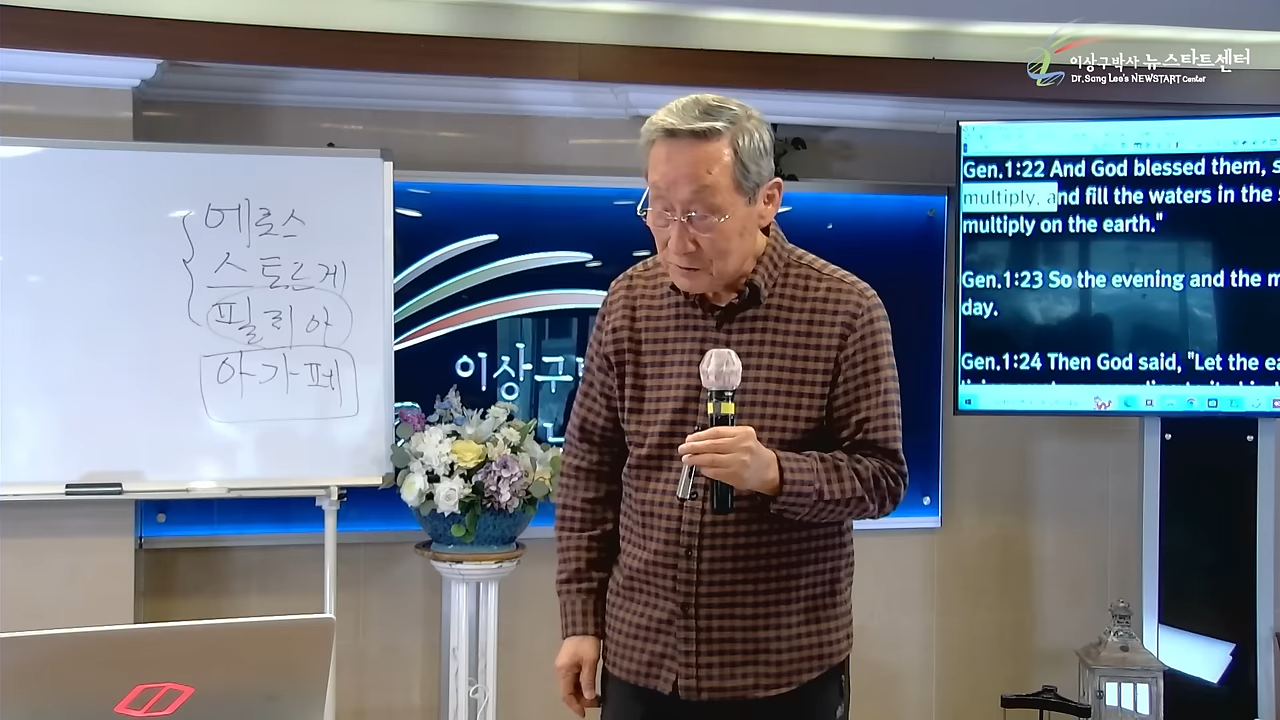 이상구박사 뉴스타트센터
Dr. Sang Lee's NEWSTART Center
에로스
스토르게
필리아
아가페
이상구
Gen.1:22 And God blessed them,
multiply, and fill the waters in the
multiply on the earth."
Gen.1:23 So the evening and the
day.
Gen.1:24 Then God said, "Let the